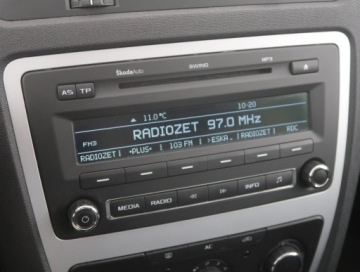 ŠkodaAuto SWING MP3
AS TP
▲ 11.0°C 10:20
RADIOZET 97.0 MHz
FM3
RADIOZET| •PLUS•| 103 FM |>ESKA. |RADIOZET| RDC
MEDIA RADIO INFO
AC